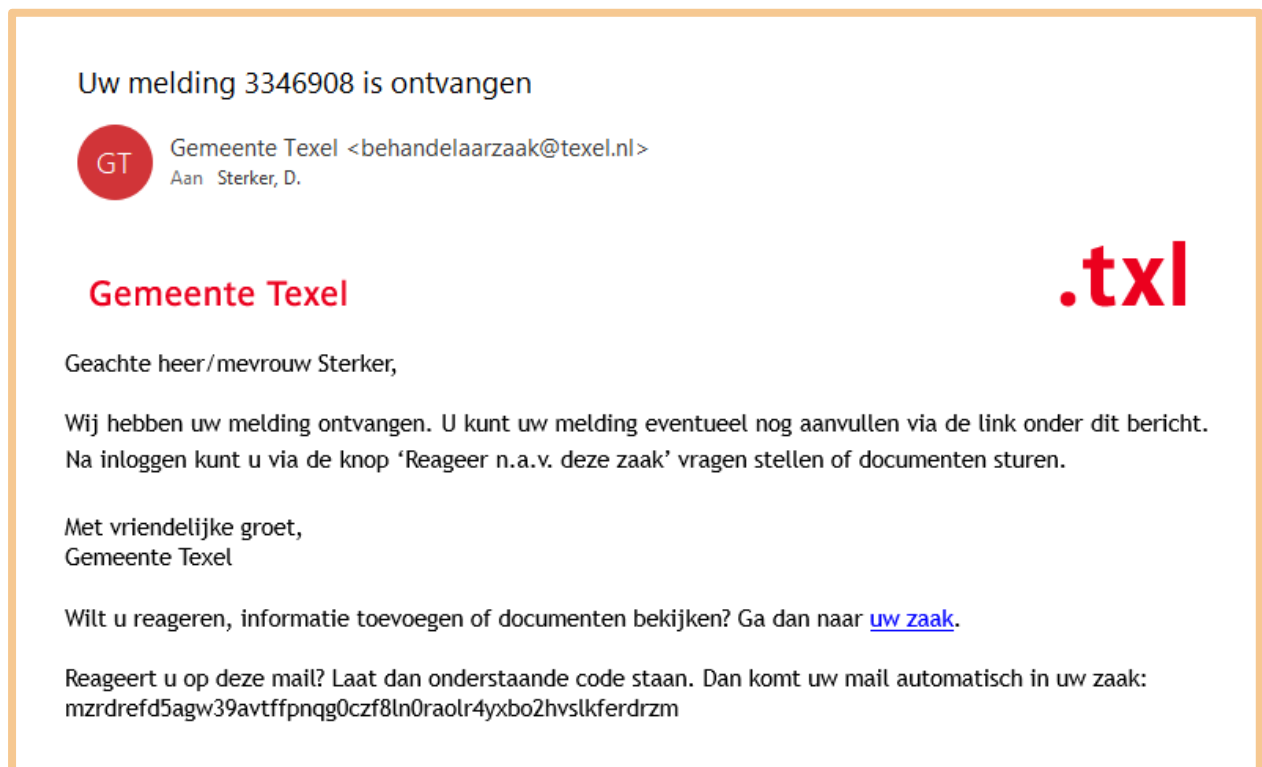 Uw melding 3346908 is ontvangen
GT
Gemeente Texel <behandelaarzaak@texel.nl>
Aan Sterker, D.
.txl
Gemeente Texel
Geachte heer/mevrouw Sterker,
Wij hebben uw melding ontvangen. U kunt uw melding eventueel nog aanvullen via de link onder dit bericht.
Na inloggen kunt u via de knop ‘Reageer n.a.v. deze zaak’ vragen stellen of documenten sturen.
Met vriendelijke groet,
Gemeente Texel
Wilt u reageren, informatie toevoegen of documenten bekijken? Ga dan naar uw zaak.
Reageert u op deze mail? Laat dan onderstaande code staan. Dan komt uw mail automatisch in uw zaak:
mzrdrefd5agw39avtffpnqg0czf8ln0raolr4yxbo2hvslkferdrzm